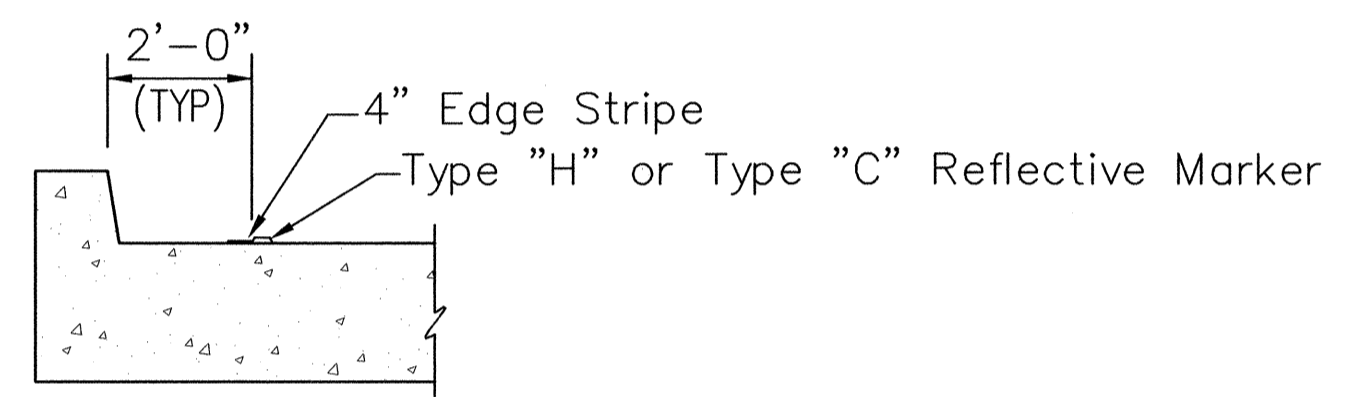 2'-0"
(TYP)
4" Edge Stripe
Type "H" or Type "C" Reflective Marker